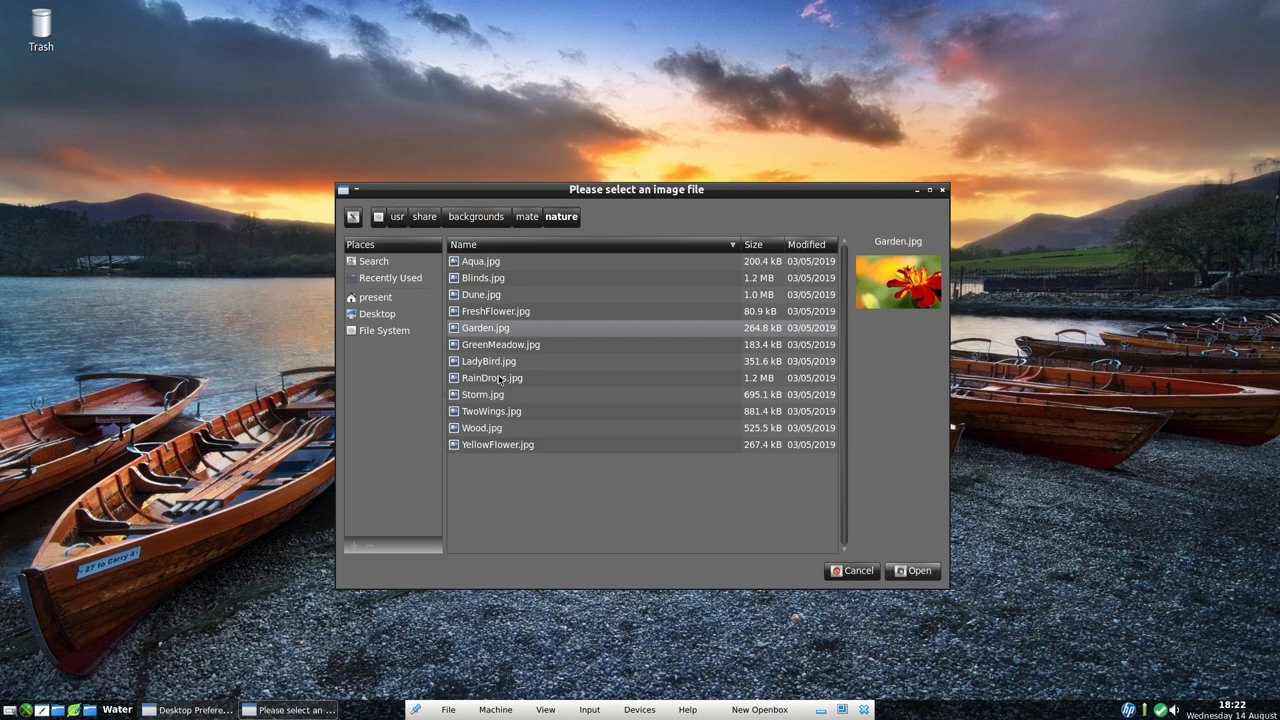 Trash
Please select an image file
usr share backgrounds mate nature
Places
Search
Recently Used
present
Desktop
File System
Name Size Modified
Aqua.jpg 200.4 kB 03/05/2019
Blinds.jpg 1.2 MB 03/05/2019
Dune.jpg 1.0 MB 03/05/2019
FreshFlower.jpg 80.9 kB 03/05/2019
Garden.jpg 264.8 kB 03/05/2019
GreenMeadow.jpg 183.4 kB 03/05/2019
LadyBird.jpg 351.6 kB 03/05/2019
RainDrops.jpg 1.2 MB 03/05/2019
Storm.jpg 695.1 kB 03/05/2019
TwoWings.jpg 881.4 kB 03/05/2019
Wood.jpg 525.5 kB 03/05/2019
YellowFlower.jpg 267.4 kB 03/05/2019
Garden.jpg
Cancel Open
27 to Carry 4
Water Desktop Prefere... Please select an ...
File Machine View Input Devices Help New Openbox
hp
18:22
Wednesday 14 August